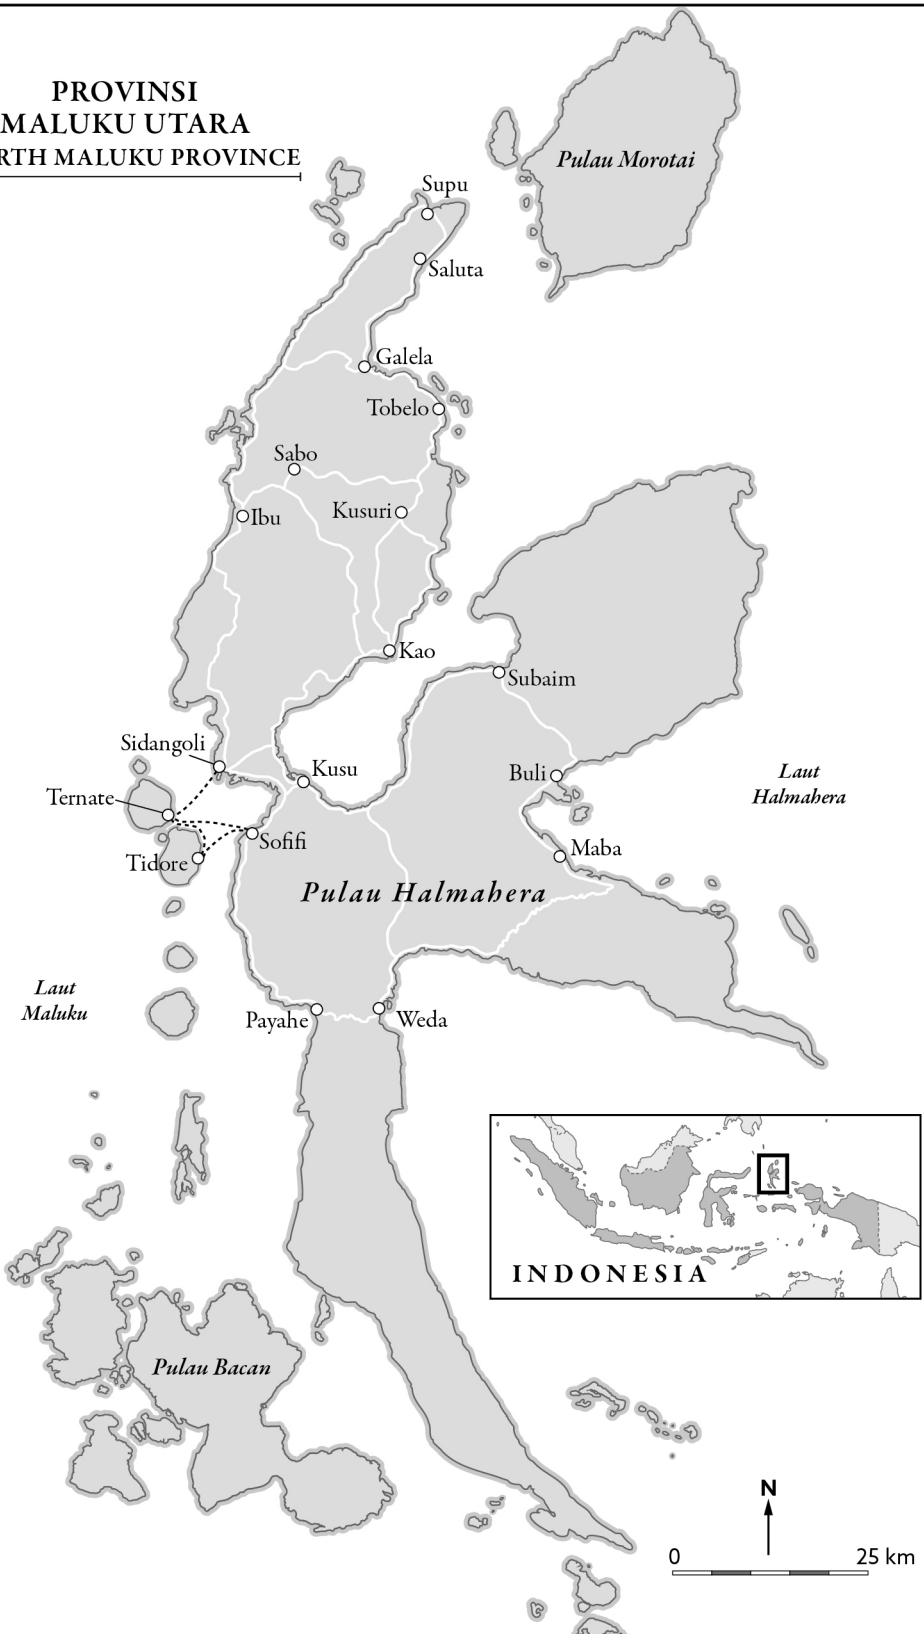 PROVINSI
MALUKU UTARA
RTH MALUKU PROVINCE
Pulau Morotai
Supu
Saluta
Galela
Tobelo
Sabo
Ibu
Kusuri
Kao
Subaim
Sidangoli
Kusu
Buli
Laut
Halmahera
Ternate
Sofifi
Maba
Tidore
Pulau Halmahera
Laut
Maluku
Payahe
Weda
INDONESIA
Pulau Bacan
N
0 25 km